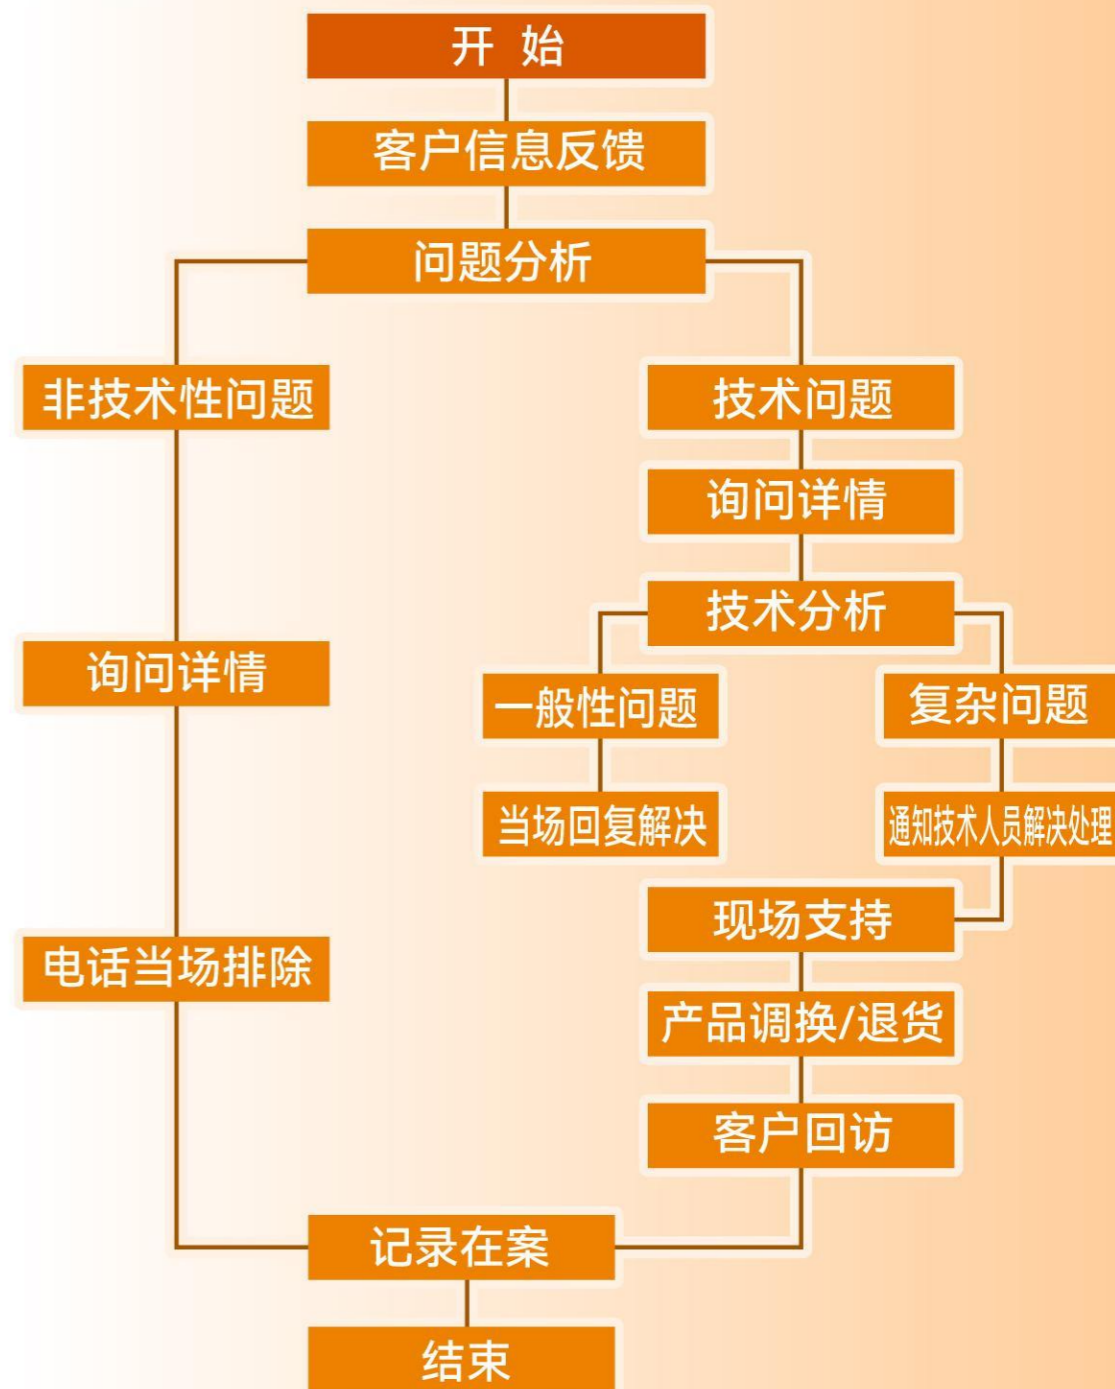 开 始
客户信息反馈
问题分析
非技术性问题
技术问题
询问详情
技术分析
询问详情
一般性问题
复杂问题
当场回复解决
通知技术人员解决处理
现场支持
电话当场排除
产品调换/退货
客户回访
记录在案
结束